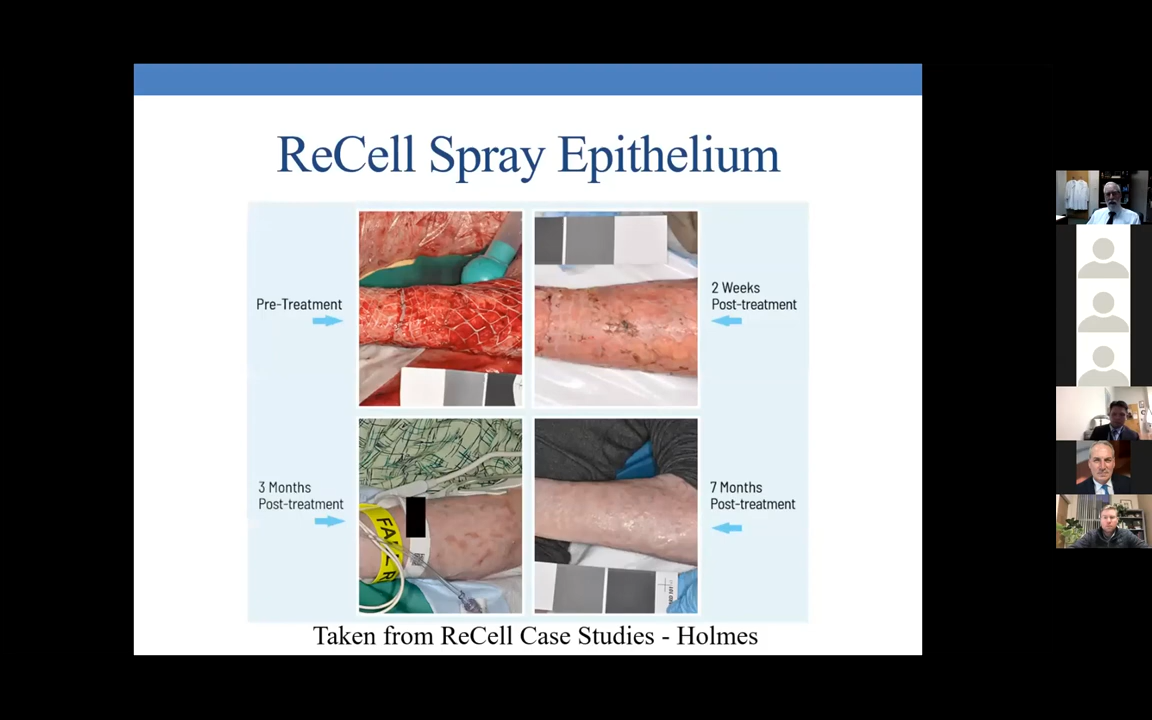 ReCell Spray Epithelium
Pre-Treatment
2 Weeks
Post-treatment
3 Months
Post-treatment
7 Months
Post-treatment
FALL R
Taken from ReCell Case Studies - Holmes